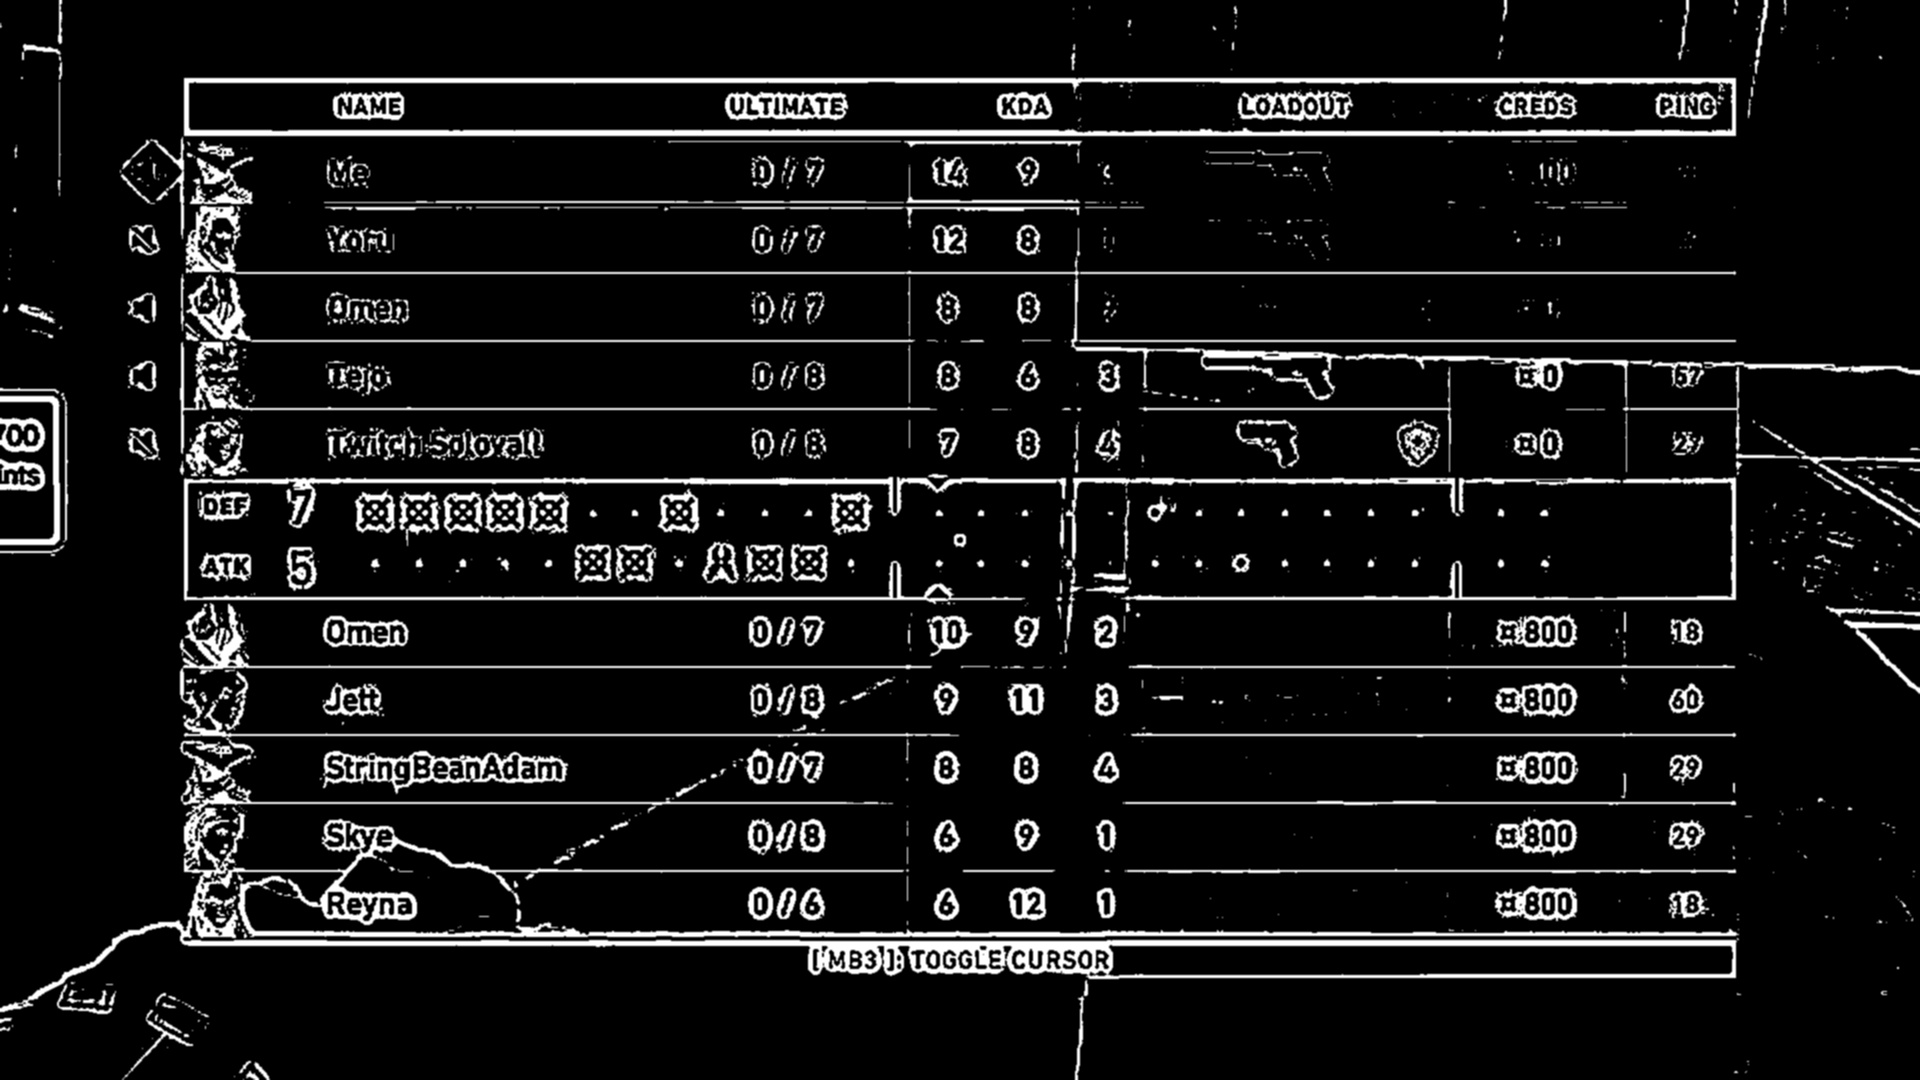 NAME ULTIMATE KDA LOADOUT CREDS PING
Me 0 / 7 14 9
Yoru 0 / 7 12 8
Omen 0 / 7 8 8
Tejo 0 / 8 8 6 3 ¤0 67
Twitch Solovall 0 / 8 7 8 4 ¤0 27
700
ints
DEF 7
ATK 5
Omen 0 / 7 10 9 2 ¤800 18
Jett 0 / 8 9 11 3 ¤800 60
StringBeanAdam 0 / 7 8 8 4 ¤800 29
Skye 0 / 8 6 9 1 ¤800 29
Reyna 0 / 6 6 12 1 ¤800 18
[ MB3 ]: TOGGLE CURSOR